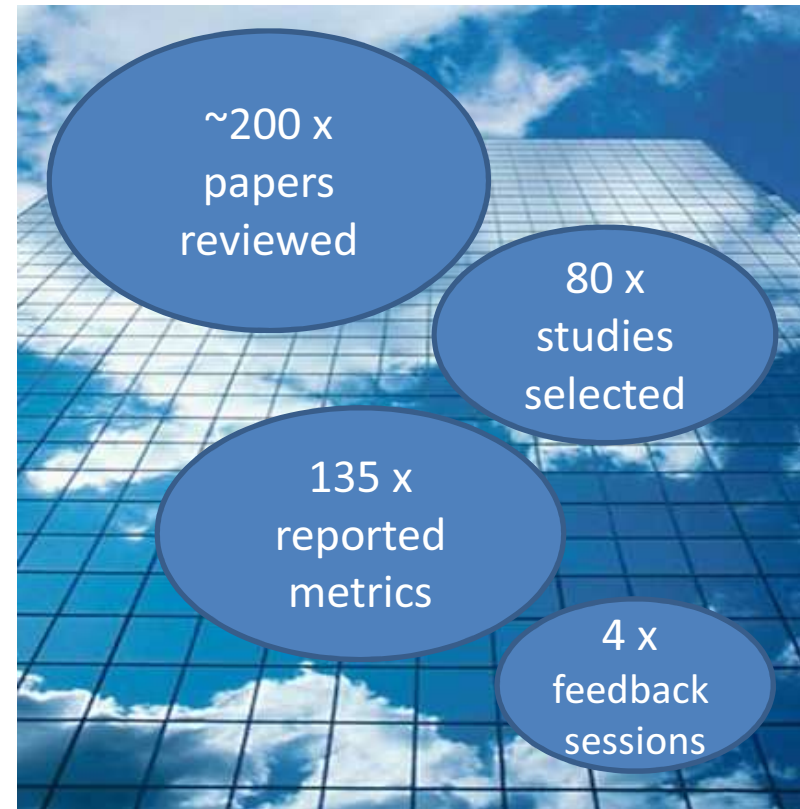 ~200 x
papers
reviewed
80 x
studies
selected
135 x
reported
metrics
4 x
feedback
sessions